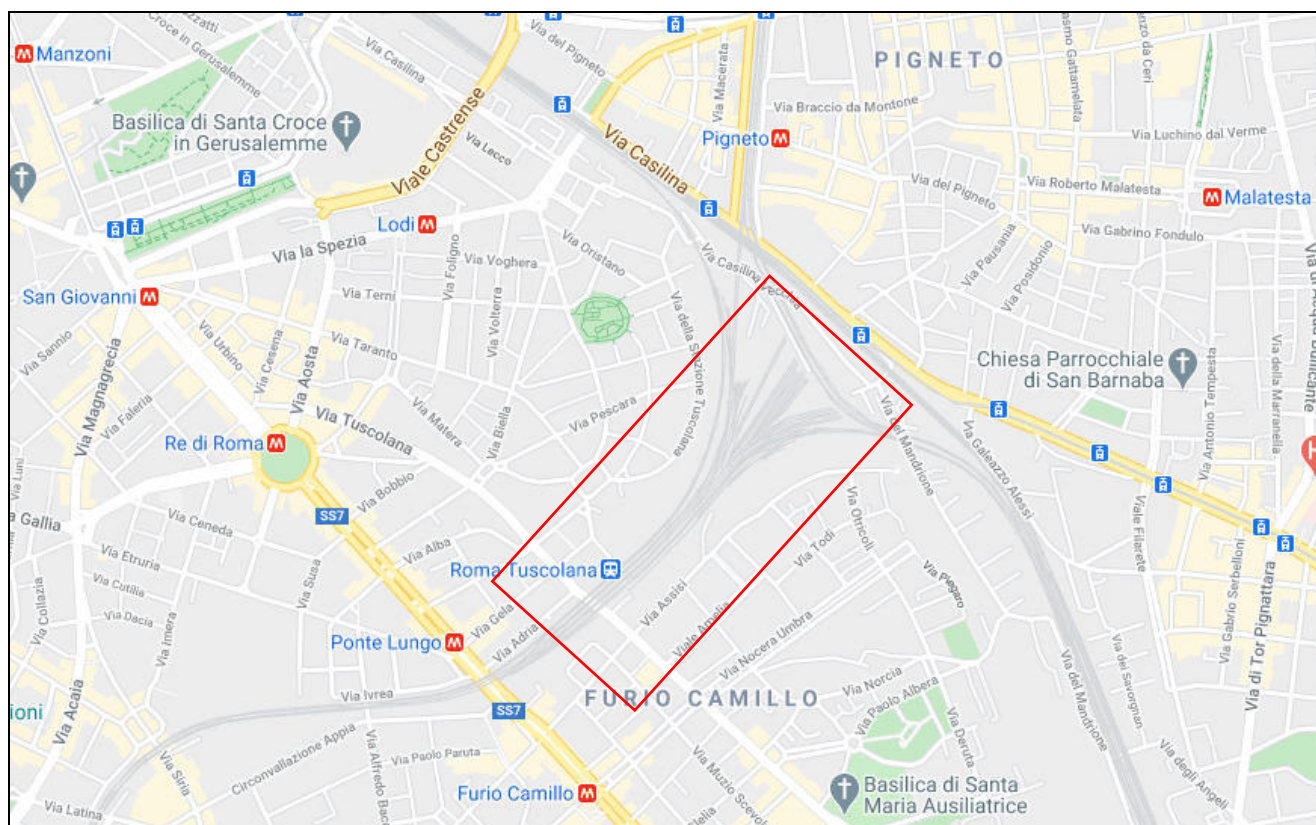 Manzoni
Croce in Gerusalemme
Via Casilina
Via del Pigneto
Via Macerata
PIGNETO
Erasmo Gattamelata
Via Braccio da Montone
Via Luchino dal Verme
Basilica di Santa Croce
in Gerusalemme
Viale Castrense
Via Lecco
Via Casilina
Pigneto
Via del Pigneto
Via Roberto Malatesta
Malatesta
Lodi
Via la Spezia
Via Foligno
Via Voghera
Via Oristano
Via Casilina Vecchia
Via Gabrino Fondulo
Via Pausania
Via Posidonio
San Giovanni
Via Terni
Via Volterra
Via della Stazione Tuscolana
Via Sannio
Via Magnagrecia
Via Urbino
Via Cesena
Via Aosta
Via Taranto
Chiesa Parrocchiale
di San Barnaba
Via Antonio Tempesta
Via della Marranella
Via Faleria
Via Tuscolana
Via Matera
Via Biella
Via Pescara
Via del Mandrione
Via Galeazzo Alessi
Re di Roma
Via Luni
Via Bobbio
SS7
Gallia
Via Ceneda
Via Etruria
Via Cutilia
Via Dacia
Via Imera
Via Collazia
Via Susa
Via Alba
Roma Tuscolana
Via Todi
Via Otricoli
Via Piegaro
Viale Filarete
Via Gabrio Serbelloni
Via di Tor Pignattara
Via Assisi
Viale Amelia
Via Nocera Umbra
Via Gela
Via Adria
Ponte Lungo
Via Ivrea
SS7
FURIO CAMILLO
Via Norcia
Via Paolo Albera
Via Deruta
Via del Mandrione
Via dei Savorgnan
Via degli Angeli
Via Acaia
Via Siria
Circonvallazione Appia
Via Paolo Paruta
Via Latina
Furio Camillo
Basilica di Santa
Maria Ausiliatrice